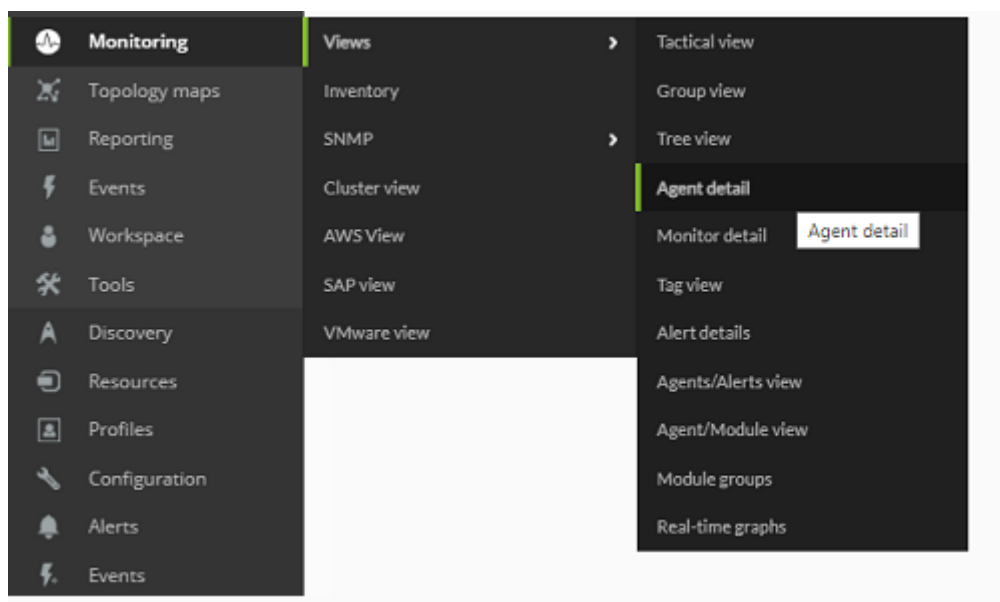 Monitoring
Topology maps
Reporting
Events
Workspace
Tools
Discovery
Resources
Profiles
Configuration
Alerts
Events
Views
Inventory
SNMP
Cluster view
AWS View
SAP view
VMware view
Tactical view
Group view
Tree view
Agent detail
Monitor detail
Agent detail
Tag view
Alert details
Agents/Alerts view
Agent/Module view
Module groups
Real-time graphs